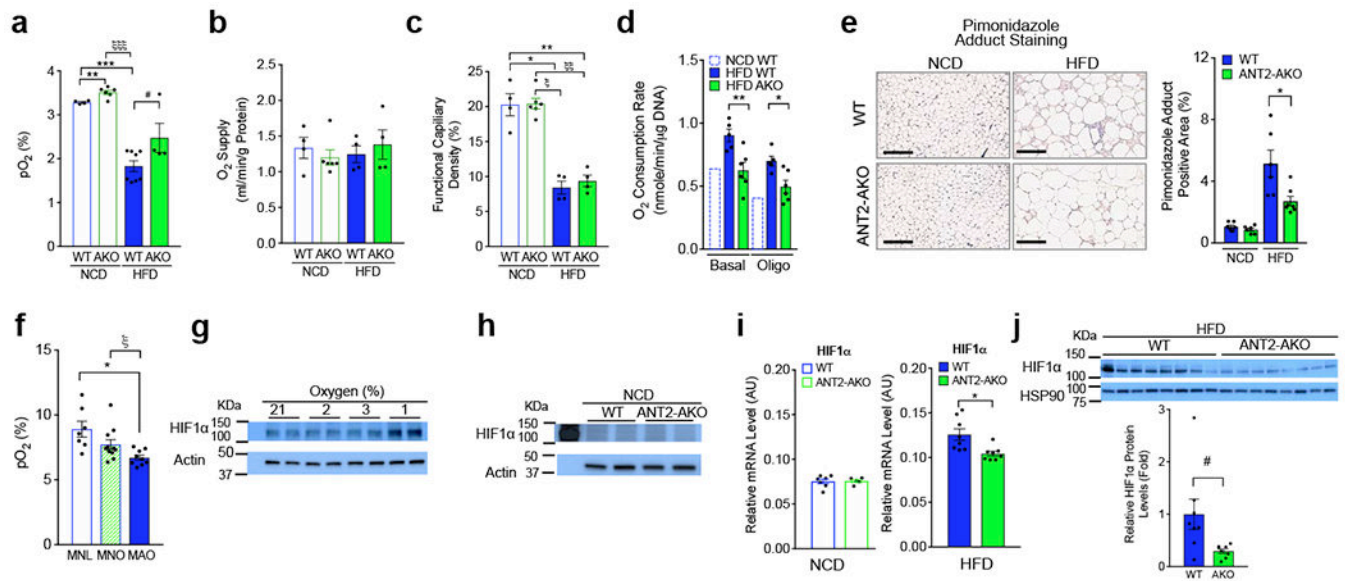 a
pO2 (%)
4
3
2
1
0
***
**
ξξξ
#
WT AKO WT AKO
NCD HFD
b
O2 Supply
(ml/min/g Protein)
2.5
2.0
1.5
1.0
0.5
0.0
WT AKO WT AKO
NCD HFD
c
Functional Capiliary
Density (%)
25
20
15
10
5
0
**
*
WT AKO WT AKO
NCD HFD
d
O2 Consumption Rate
(nmole/min/ug DNA)
1.5
1.0
0.5
0.0
NCD WT
HFD WT
HFD AKO
**
*
Basal Oligo
e
Pimonidazole
Adduct Staining
NCD HFD
WT
ANT2-AKO
Pimonidazole Adduct
Positive Area (%)
12
8
4
0
WT
ANT2-AKO
*
NCD HFD
f
pO2 (%)
15
10
5
0
*
MNL MNO MAO
g
Oxygen (%)
KDa 21 2 3 1
HIF1α 150
100
Actin 50
37
h
NCD
KDa WT ANT2-AKO
150
HIF1α 100
50
Actin 37
i
HIF1α
WT
ANT2-AKO
Relative mRNA Level (AU)
0.20
0.15
0.10
0.05
0.00
NCD
HIF1α
WT
ANT2-AKO
*
Relative mRNA Level (AU)
0.20
0.15
0.10
0.05
0.00
HFD
j
HFD
KDa WT ANT2-AKO
150
HIF1α 100
HSP90 100
75
Relative HIF1α Protein
Levels (Fold)
3
2
1
0
#
WT AKO